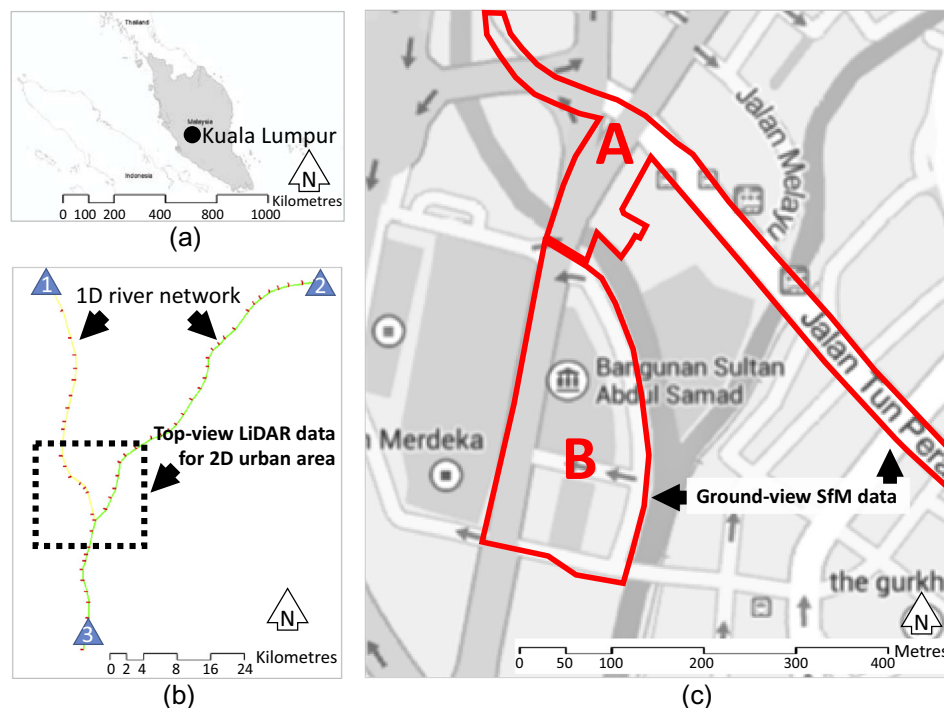 Thailand
Malaysia
Kuala Lumpur
Indonesia
N
0 100 200 400 600 800 1000
Kilometres
(a)
1
2
1D river network
Top-view LiDAR data
for 2D urban area
3
N
0 2 4 8 16 24
Kilometres
(b)
A
Jalan Melayu
Jalan Tun Pera
Bangunan Sultan
Abdul Samad
n Merdeka
B
Ground-view SfM data
the gurkh
N
0 50 100 200 300 400
Metres
(c)